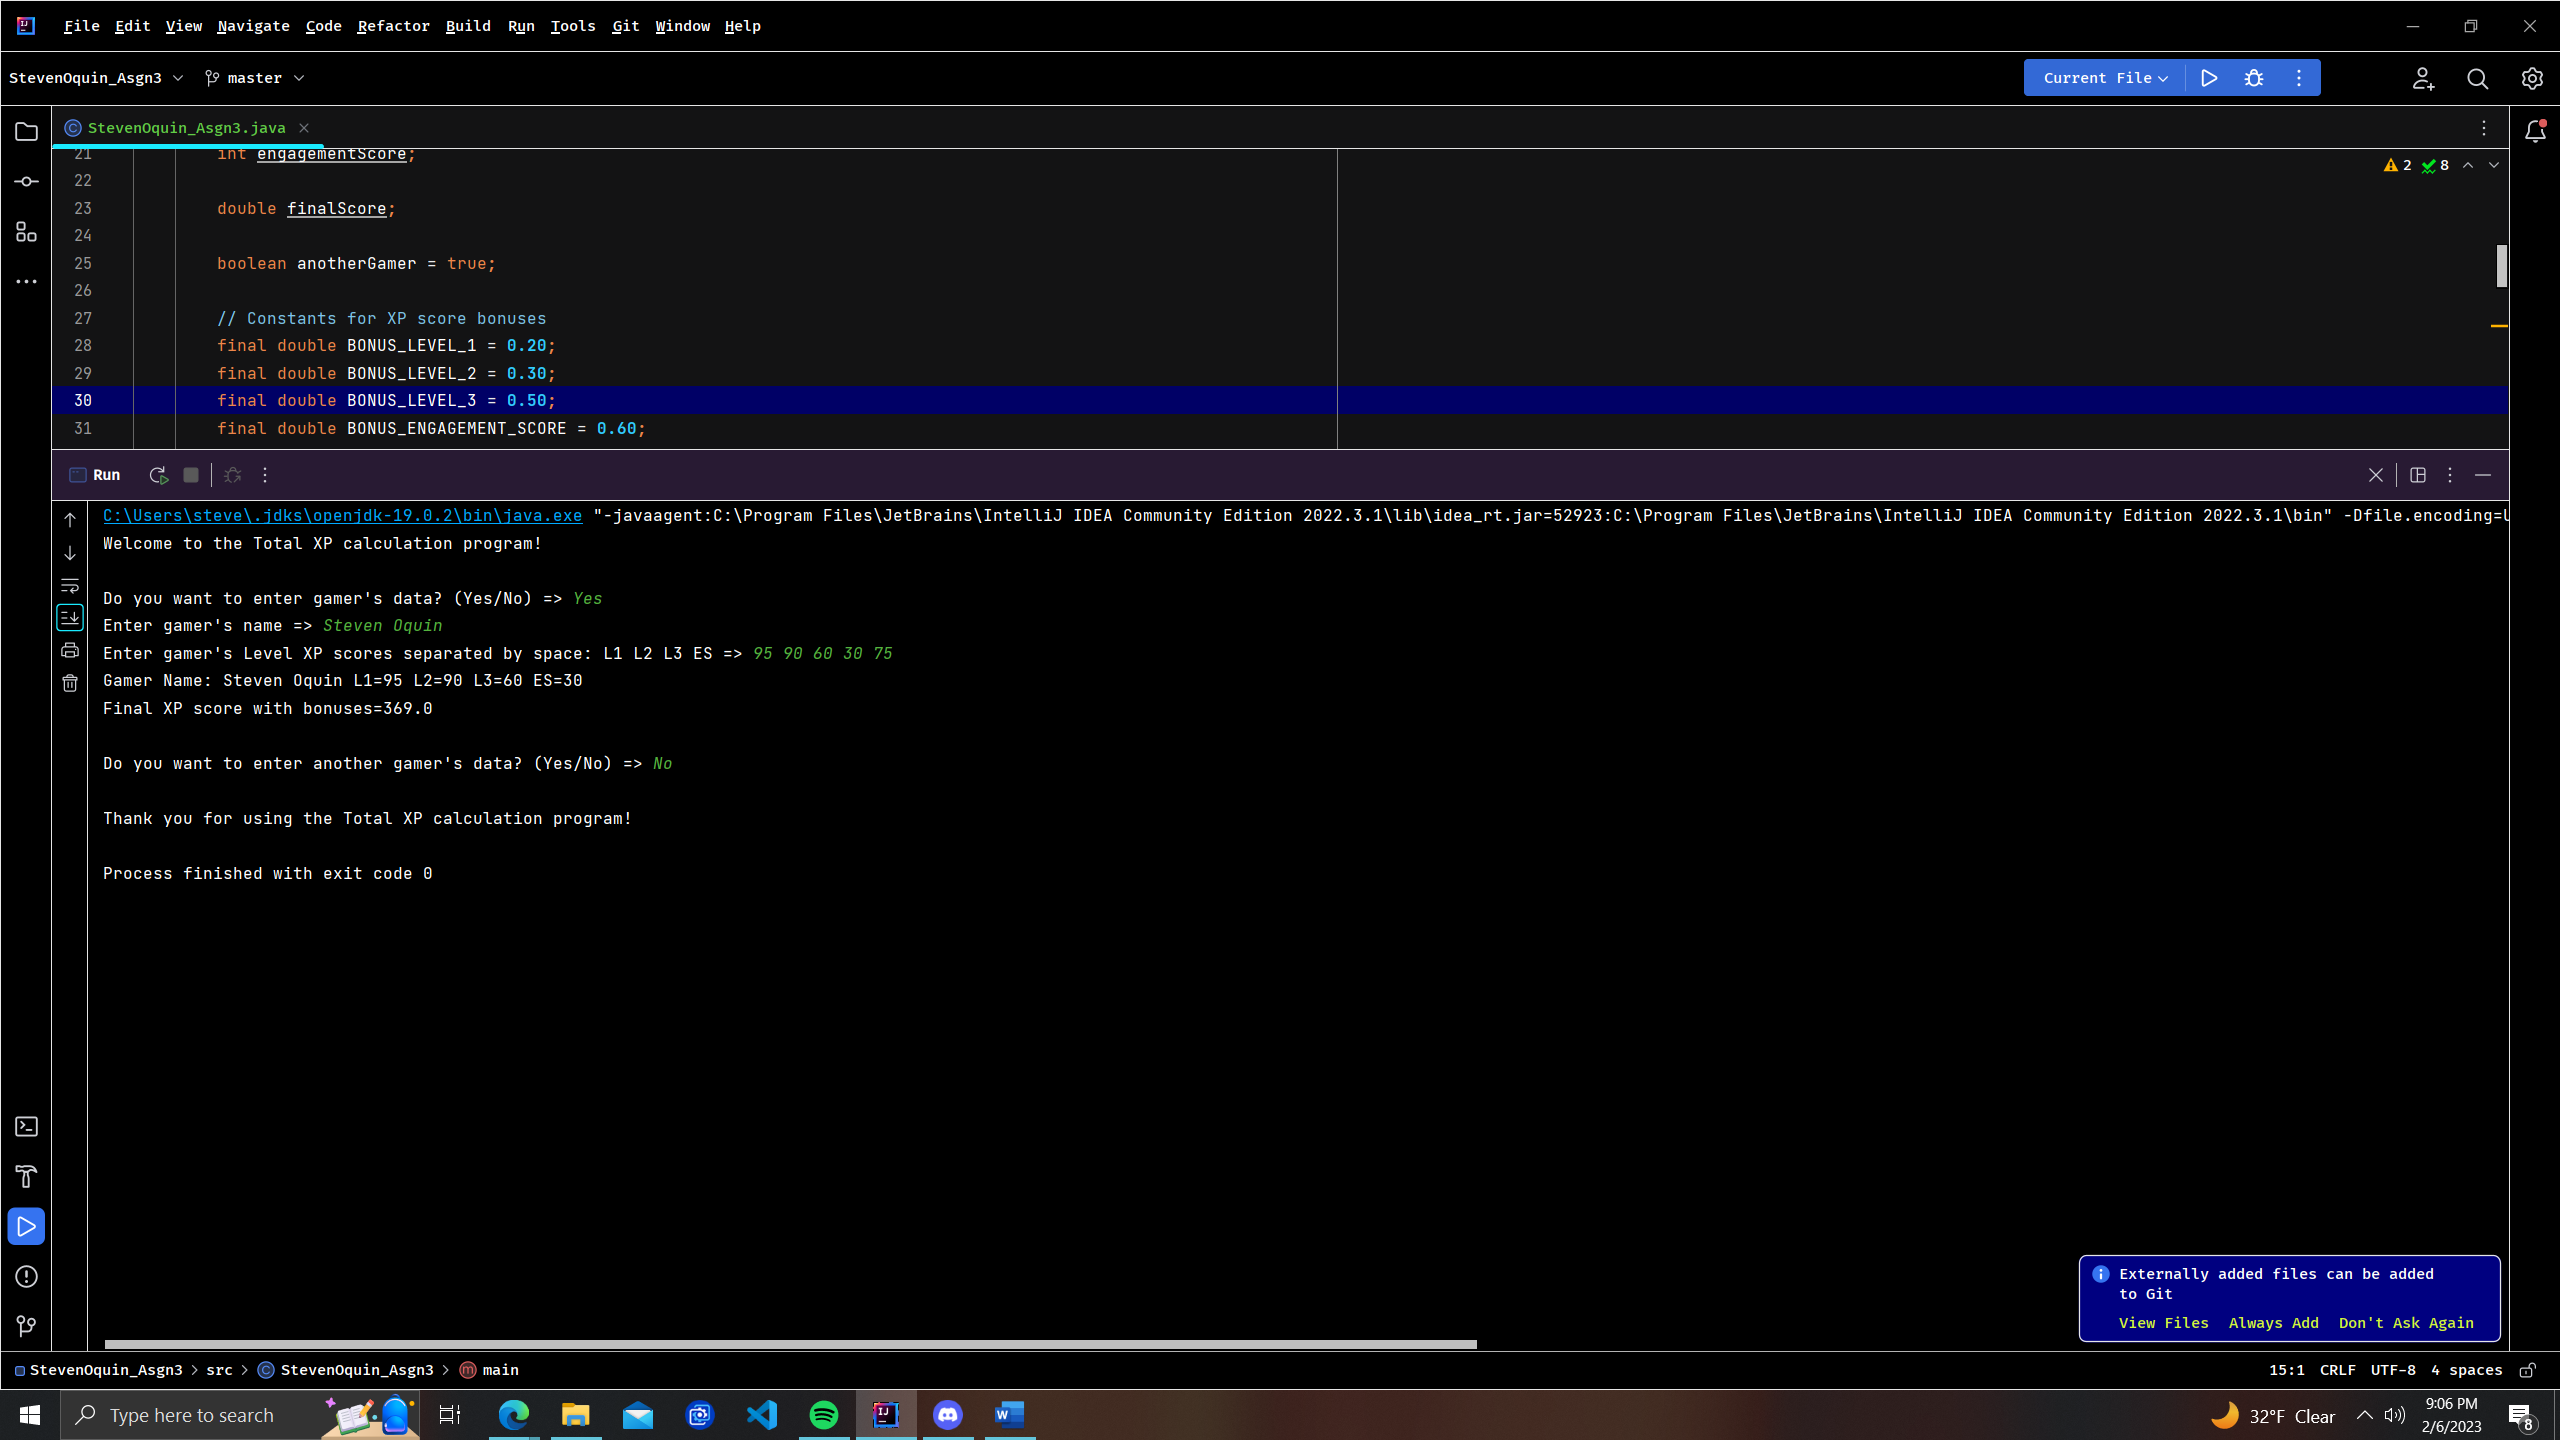 File Edit View Navigate Code Refactor Build Run Tools Git Window Help
StevenOquin_Asgn3 master Current File
StevenOquin_Asgn3.java
21 int engagementScore;
2 8
22
23 double finalScore;
24
25 boolean anotherGamer = true;
26
27 // Constants for XP score bonuses
28 final double BONUS_LEVEL_1 = 0.20;
29 final double BONUS_LEVEL_2 = 0.30;
30 final double BONUS_LEVEL_3 = 0.50;
31 final double BONUS_ENGAGEMENT_SCORE = 0.60;
Run
C:\Users\steve\.jdks\openjdk-19.0.2\bin\java.exe "-javaagent:C:\Program Files\JetBrains\IntelliJ IDEA Community Edition 2022.3.1\lib\idea_rt.jar=52923:C:\Program Files\JetBrains\IntelliJ IDEA Community Edition 2022.3.1\bin" -Dfile.encoding=U
Welcome to the Total XP calculation program!
Do you want to enter gamer's data? (Yes/No) => Yes
Enter gamer's name => Steven Oquin
Enter gamer's Level XP scores separated by space: L1 L2 L3 ES => 95 90 60 30 75
Gamer Name: Steven Oquin L1=95 L2=90 L3=60 ES=30
Final XP score with bonuses=369.0
Do you want to enter another gamer's data? (Yes/No) => No
Thank you for using the Total XP calculation program!
Process finished with exit code 0
Externally added files can be added
to Git
View Files Always Add Don't Ask Again
StevenOquin_Asgn3 > src > StevenOquin_Asgn3 > main
15:1 CRLF UTF-8 4 spaces
Type here to search
32°F Clear
9:06 PM
2/6/2023
8